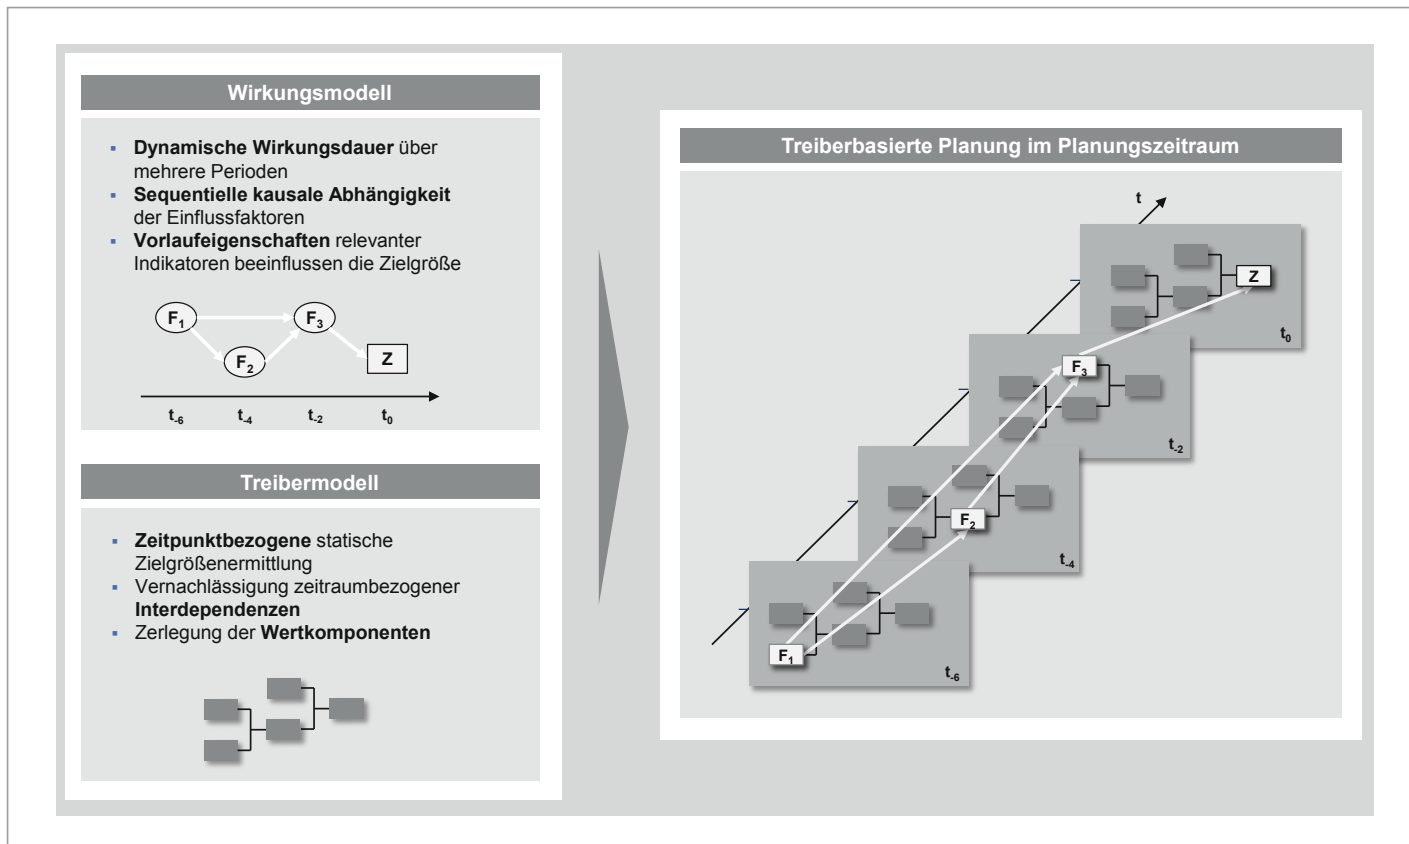 Wirkungsmodell
▪ Dynamische Wirkungsdauer über
mehrere Perioden
▪ Sequentielle kausale Abhängigkeit
der Einflussfaktoren
▪ Vorlaufeigenschaften relevanter
Indikatoren beeinflussen die Zielgröße
F1
F3
F2
Z
t-6 t-4 t-2 t0
Treibermodell
▪ Zeitpunktbezogene statische
Zielgrößenermittlung
▪ Vernachlässigung zeitraumbezogener
Interdependenzen
▪ Zerlegung der Wertkomponenten
Treiberbasierte Planung im Planungszeitraum
t
Z
t0
F3
t-2
F2
t-4
F1
t-6